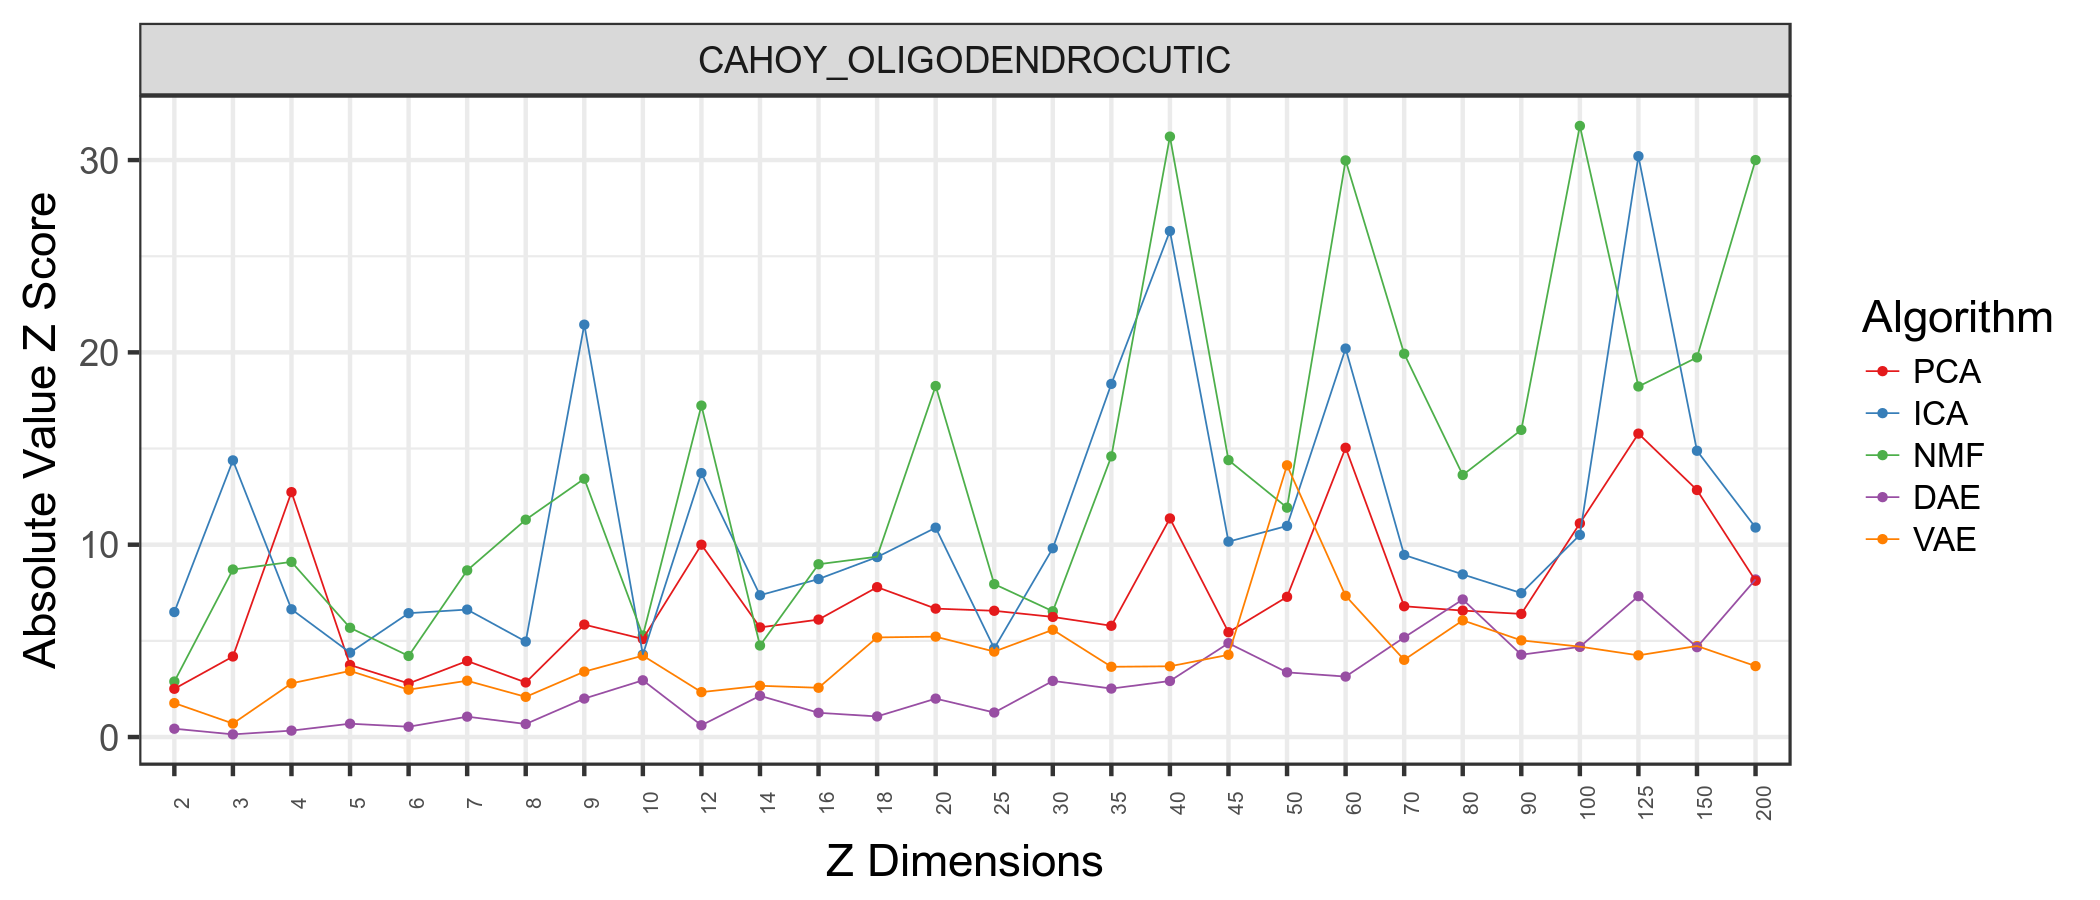 CAHOY_OLIGODENDROCUTIC
Absolute Value Z Score
30
20
10
0
2 3 4 5 6 7 8 9 10 12 14 16 18 20 25 30 35 40 45 50 60 70 80 90 100 125 150 200
Z Dimensions
Algorithm
PCA
ICA
NMF
DAE
VAE